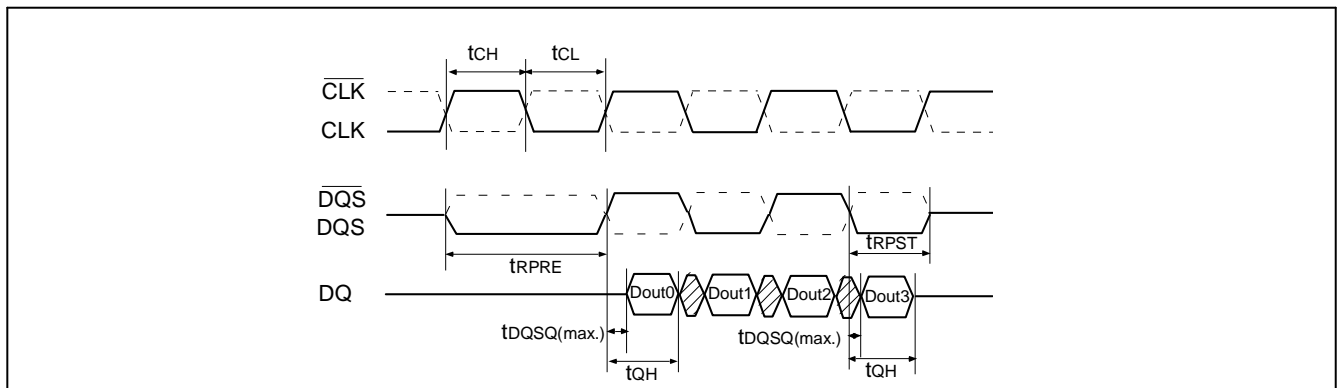 tCH tCL
CLK
CLK
DQS
DQS
tRPRE
tRPST
DQ
Dout0 Dout1 Dout2 Dout3
tDQSQ(max.) tDQSQ(max.)
tQH tQH